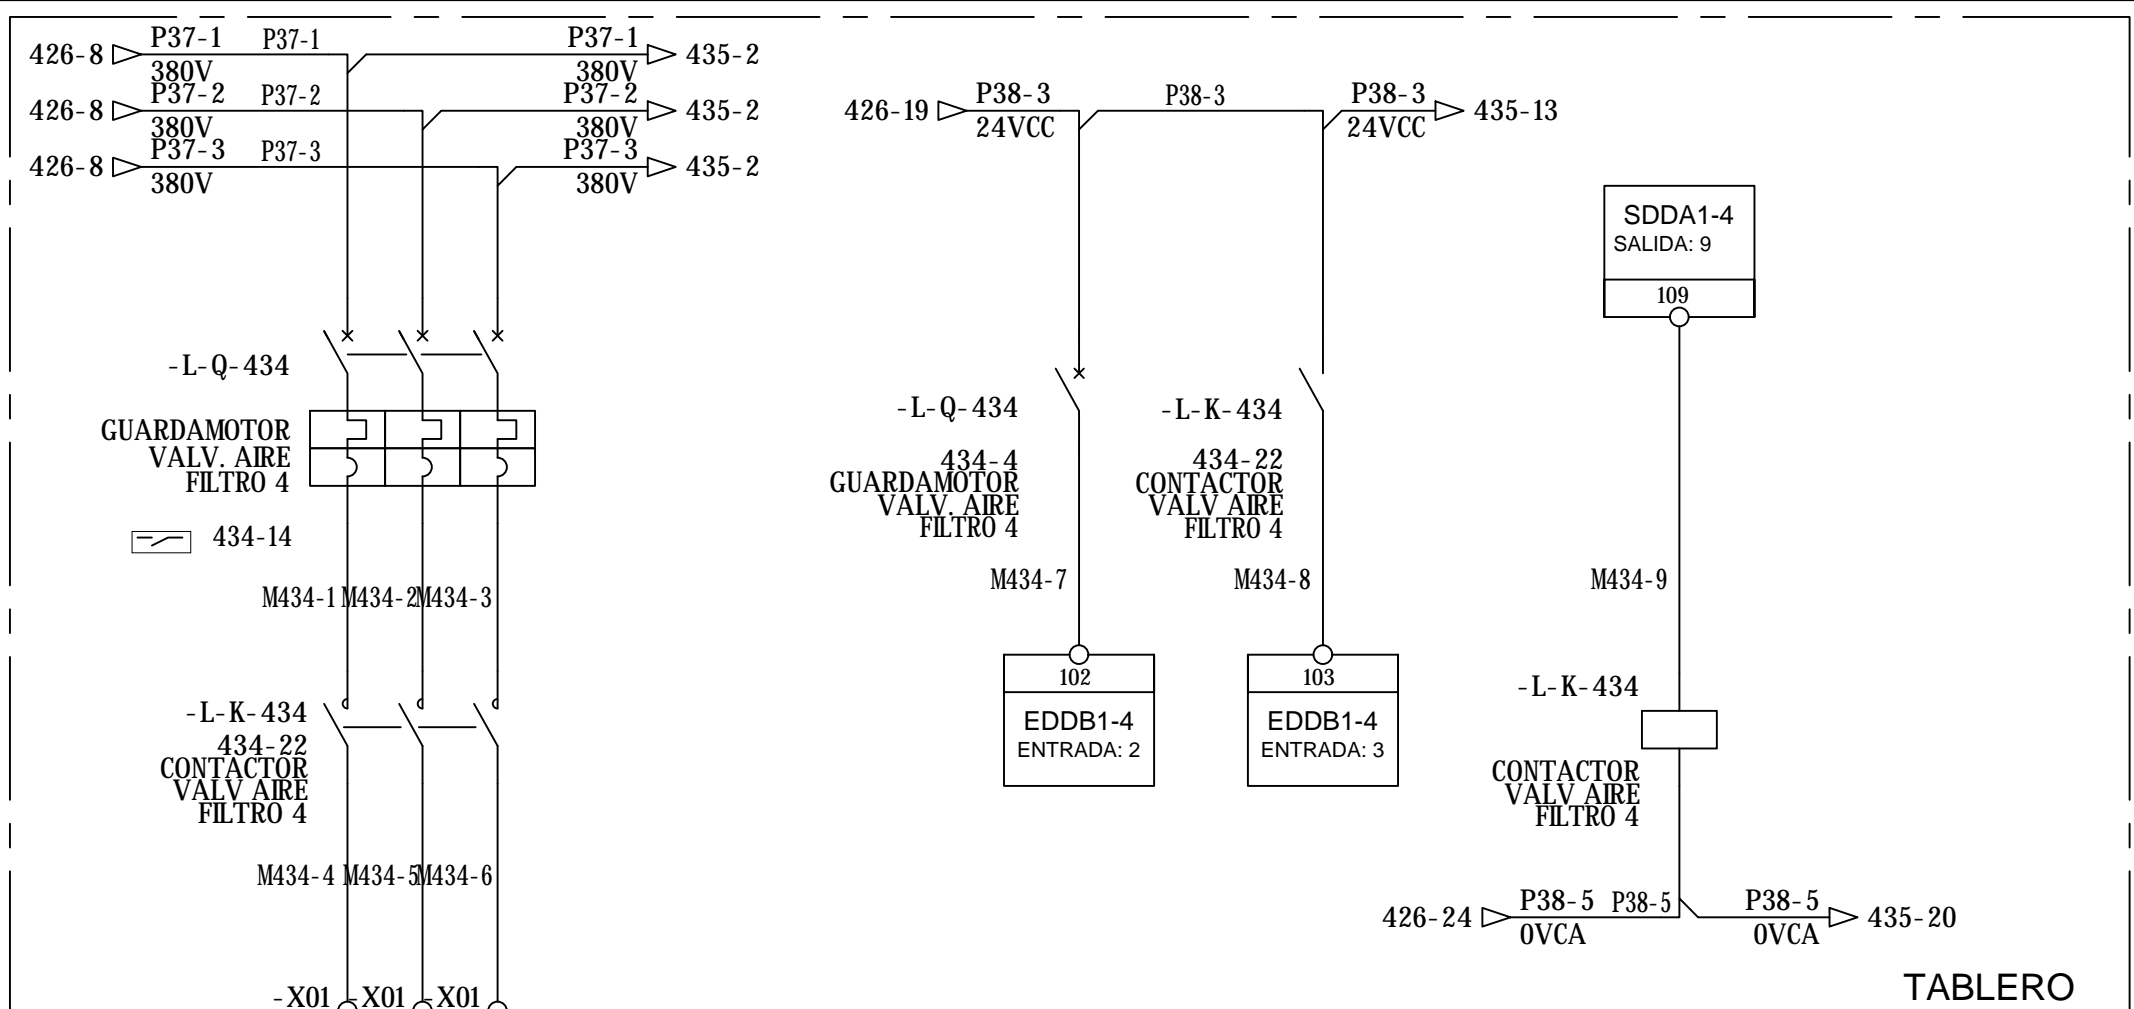 426-8 P37-1 P37-1 P37-1 435-2
380V 380V
426-8 P37-2 P37-2 P37-2 435-2
380V 380V
426-8 P37-3 P37-3 P37-3 435-2
380V 380V
426-19 P38-3 P38-3 P38-3 435-13
24VCC 24VCC
SDDA1-4
SALIDA: 9
109
-L-Q-434
GUARDAMOTOR
VALV. AIRE
FILTRO 4
434-14
M434-1 M434-2 M434-3
-L-K-434
434-22
CONTACTOR
VALV AIRE
FILTRO 4
M434-4 M434-5 M434-6
-X01 -X01 -X01
-L-Q-434
434-4
GUARDAMOTOR
VALV. AIRE
FILTRO 4
M434-7
102
EDDB1-4
ENTRADA: 2
-L-K-434
434-22
CONTACTOR
VALV AIRE
FILTRO 4
M434-8
103
EDDB1-4
ENTRADA: 3
M434-9
-L-K-434
CONTACTOR
VALV AIRE
FILTRO 4
426-24 P38-5 P38-5 P38-5 435-20
0VCA 0VCA
TABLERO